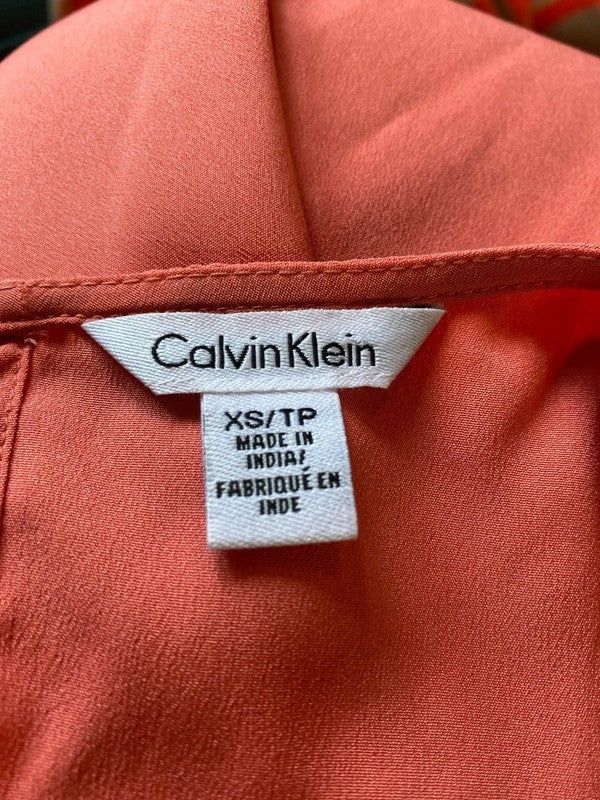 Calvin Klein
XS/TP
MADE IN
INDIA/
FABRIQUÉ EN
INDE